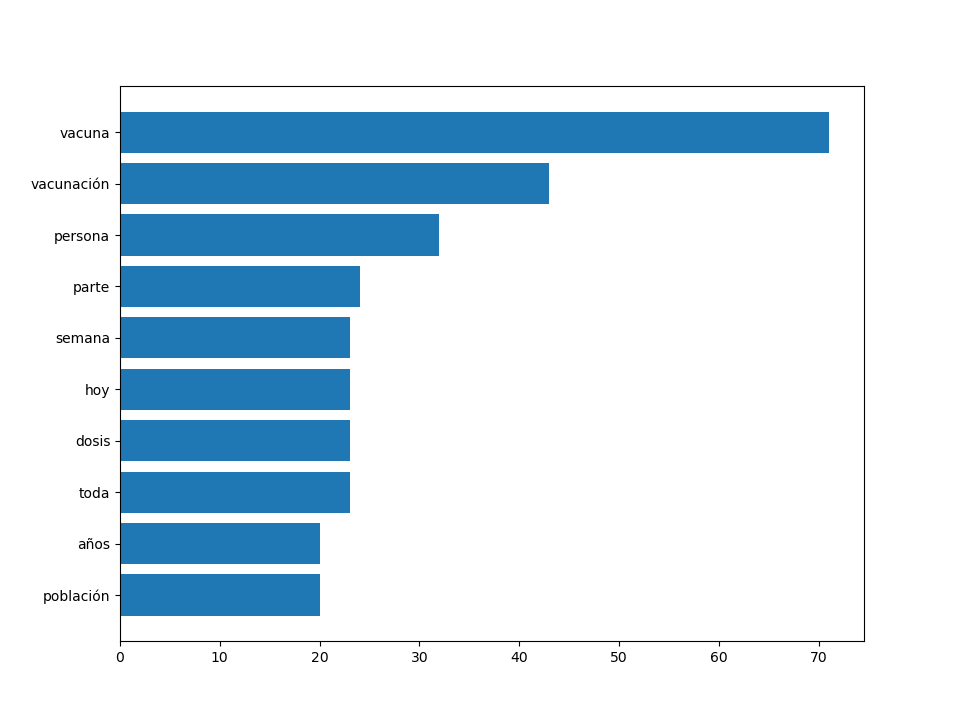 vacuna
vacunación
persona
parte
semana
hoy
dosis
toda
años
población
0 10 20 30 40 50 60 70